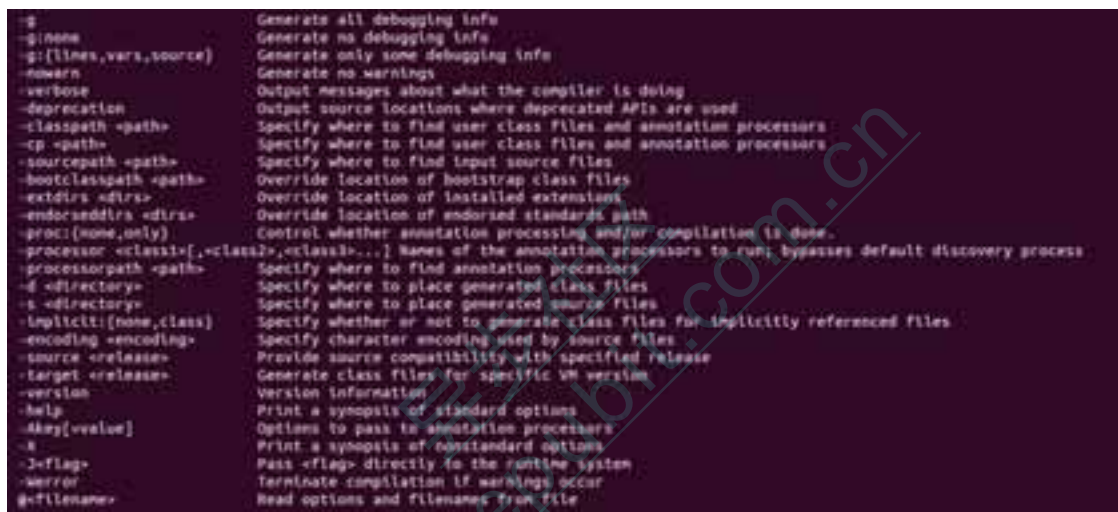 -g Generate all debugging info
-g:none Generate no debugging info
-g:{lines,vars,source} Generate only some debugging info
-nowarn Generate no warnings
-verbose Output messages about what the compiler is doing
-deprecation Output source locations where deprecated APIs are used
-classpath <path> Specify where to find user class files and annotation processors
-cp <path> Specify where to find user class files and annotation processors
-sourcepath <path> Specify where to find input source files
-bootclasspath <path> Override location of bootstrap class files
-extdirs <dirs> Override location of installed extensions
-endorseddirs <dirs> Override location of endorsed standards path
-proc:{none,only} Control whether annotation processing and/or compilation is done.
-processor <class1>[,<class2>,<class3>...] Names of the annotation processors to run; bypasses default discovery process
-processorpath <path> Specify where to find annotation processors
-d <directory> Specify where to place generated class files
-s <directory> Specify where to place generated source files
-implicit:{none,class} Specify whether or not to generate class files for implicitly referenced files
-encoding <encoding> Specify character encoding used by source files
-source <release> Provide source compatibility with specified release
-target <release> Generate class files for specific VM version
-version Version information
-help Print a synopsis of standard options
-Akey[=value] Options to pass to annotation processors
-X Print a synopsis of nonstandard options
-J<flag> Pass <flag> directly to the runtime system
-Werror Terminate compilation if warnings occur
@<filename> Read options and filenames from file
异步社区
epubit.com.cn